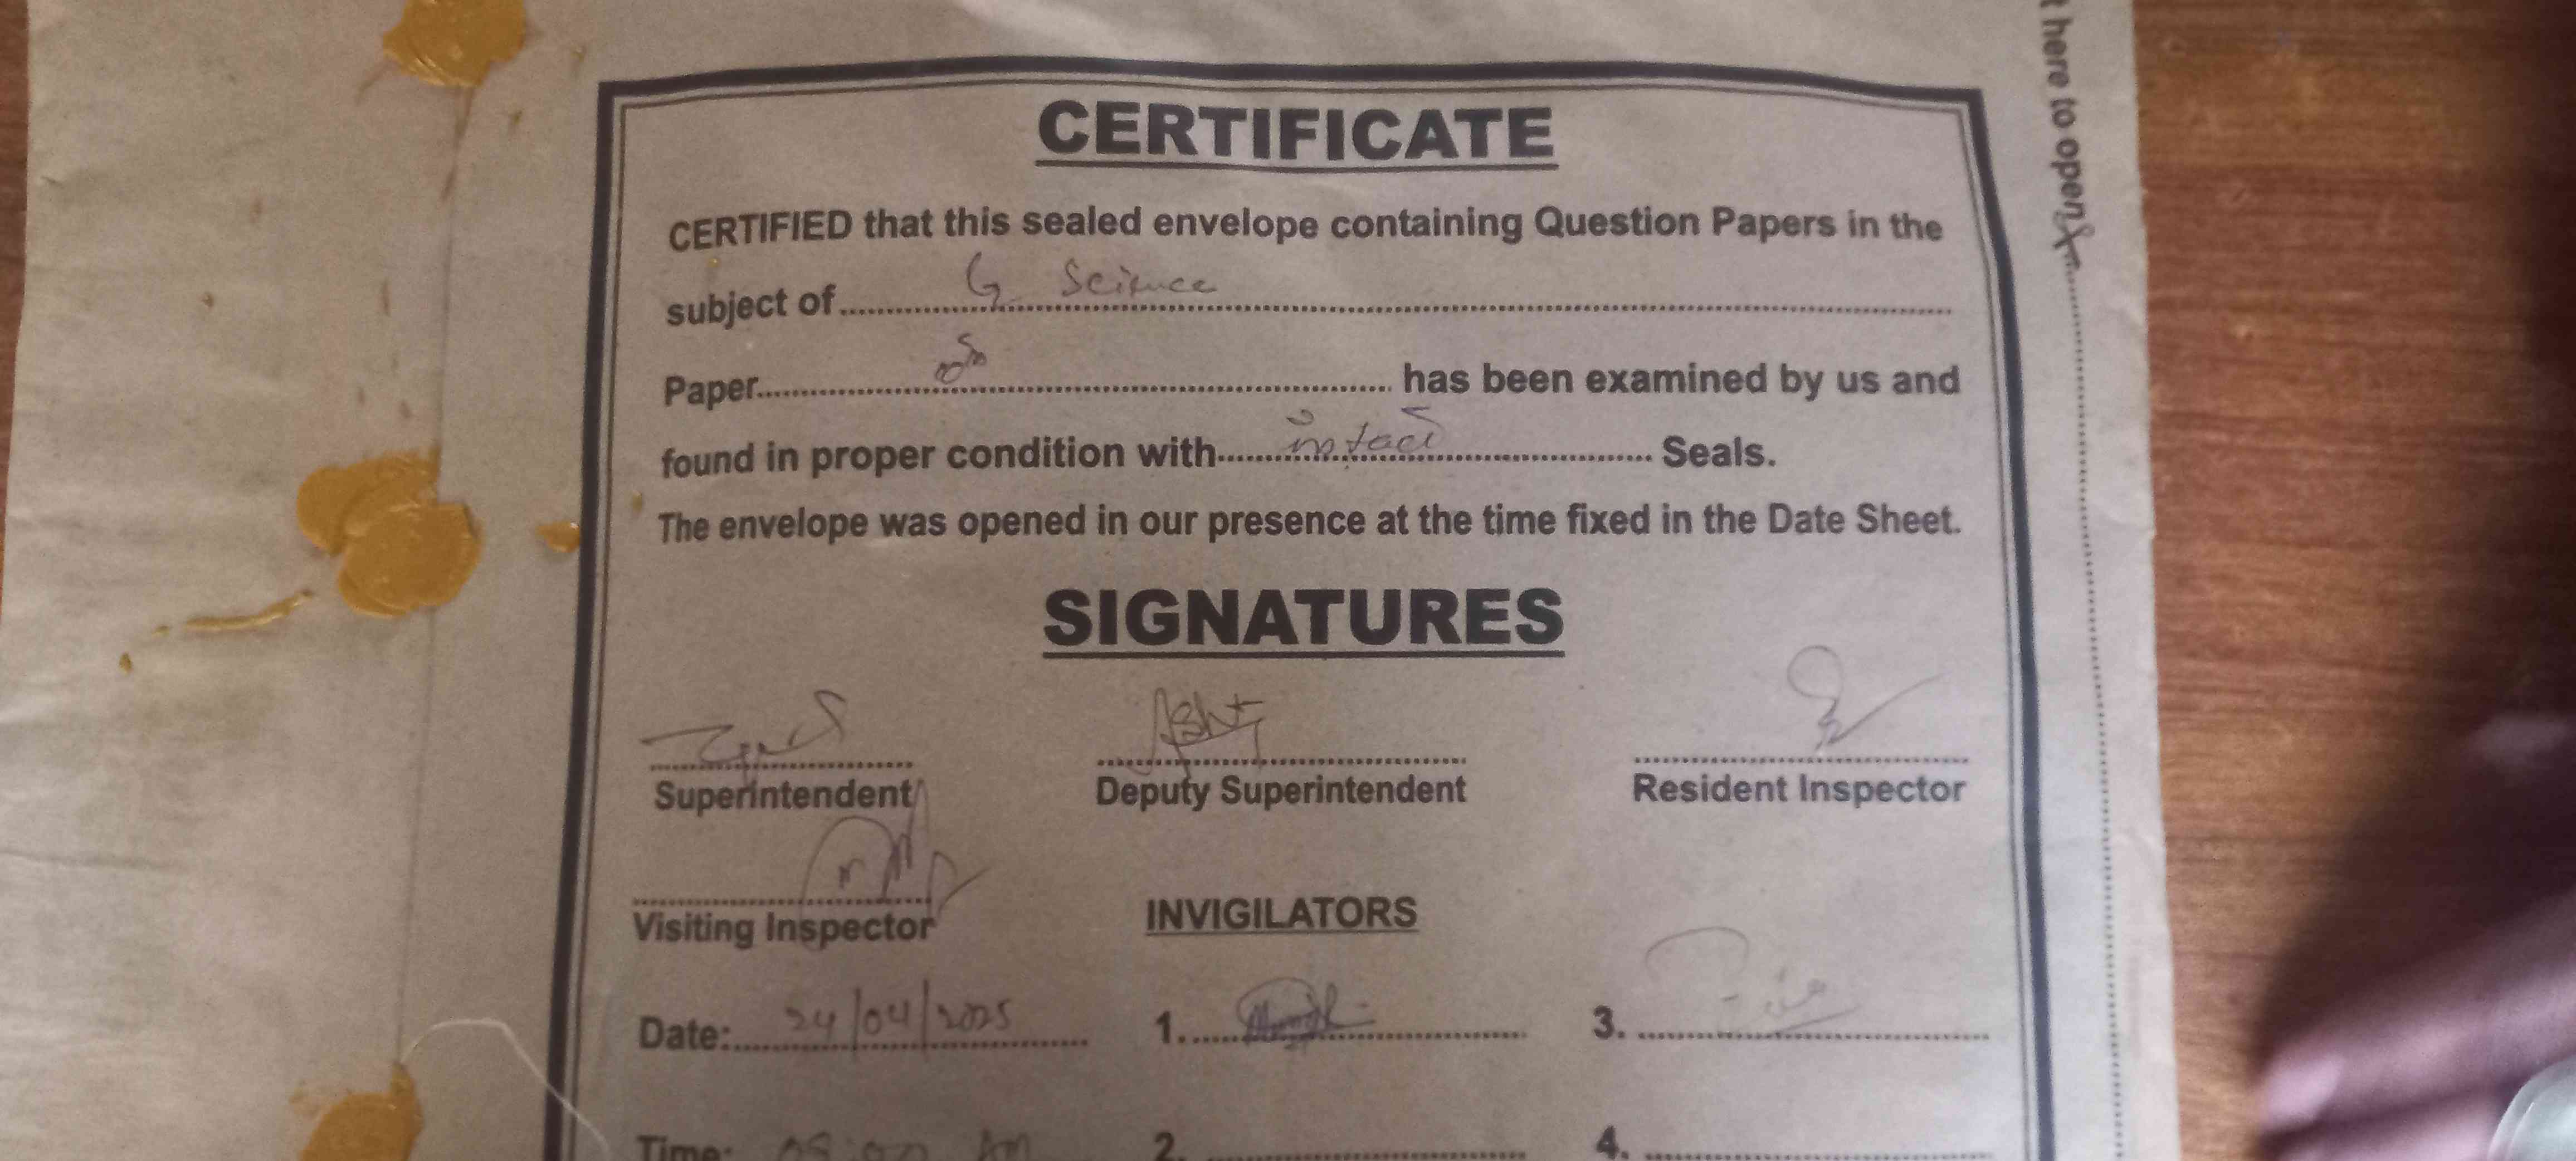 t here to open
CERTIFICATE
CERTIFIED that this sealed envelope containing Question Papers in the
subject of G Science
Paper has been examined by us and
found in proper condition with intact Seals.
The envelope was opened in our presence at the time fixed in the Date Sheet.
SIGNATURES
Superintendent Deputy Superintendent Resident Inspector
Visiting Inspector INVIGILATORS
Date: 24/04/2025 1. 3.
Time: 2. 4.